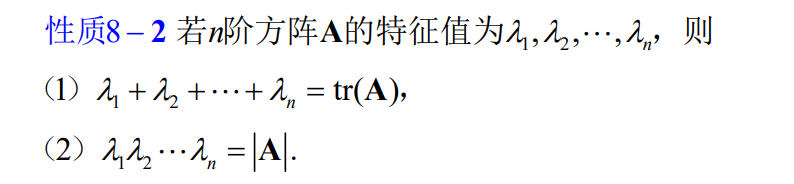 性质8 – 2 若n阶方阵A的特征值为λ₁,λ₂,⋯,λₙ, 则
（1）λ₁ + λ₂ + ⋯ + λₙ = tr(A),
（2）λ₁λ₂ ⋯ λₙ = |A|.